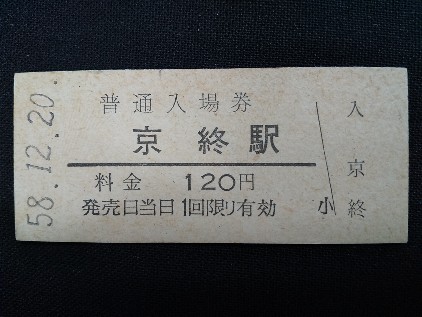 58.12.20.
普通入場券
京終駅
料金 120円
発売日当日1回限り有効
小
入
京
終